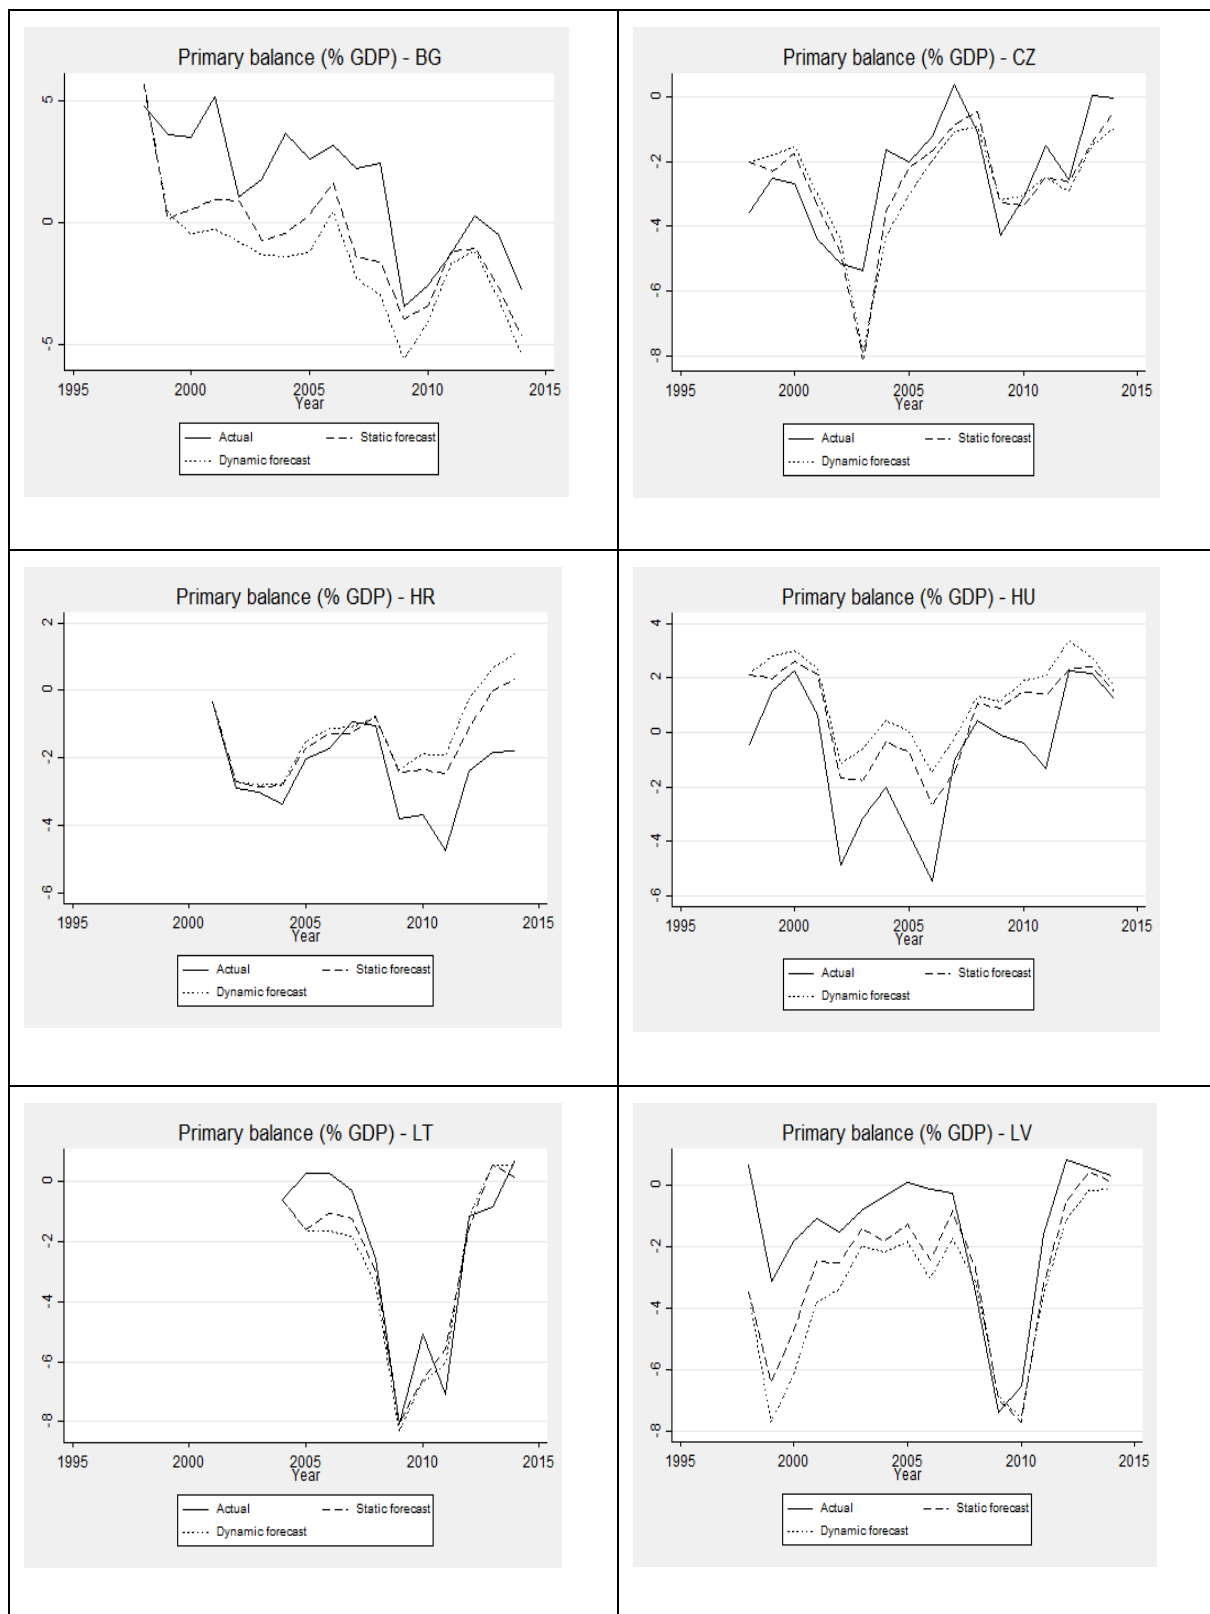 Primary balance (% GDP) - BG
5
0
-5
1995 2000 2005 2010 2015
Year
Actual Static forecast
Dynamic forecast
Primary balance (% GDP) - CZ
0
-2
-4
-6
-8
1995 2000 2005 2010 2015
Year
Actual Static forecast
Dynamic forecast
Primary balance (% GDP) - HR
2
0
-2
-4
-6
1995 2000 2005 2010 2015
Year
Actual Static forecast
Dynamic forecast
Primary balance (% GDP) - HU
4
2
0
-2
-4
-6
1995 2000 2005 2010 2015
Year
Actual Static forecast
Dynamic forecast
Primary balance (% GDP) - LT
0
-2
-4
-6
-8
1995 2000 2005 2010 2015
Year
Actual Static forecast
Dynamic forecast
Primary balance (% GDP) - LV
0
-2
-4
-6
-8
1995 2000 2005 2010 2015
Year
Actual Static forecast
Dynamic forecast